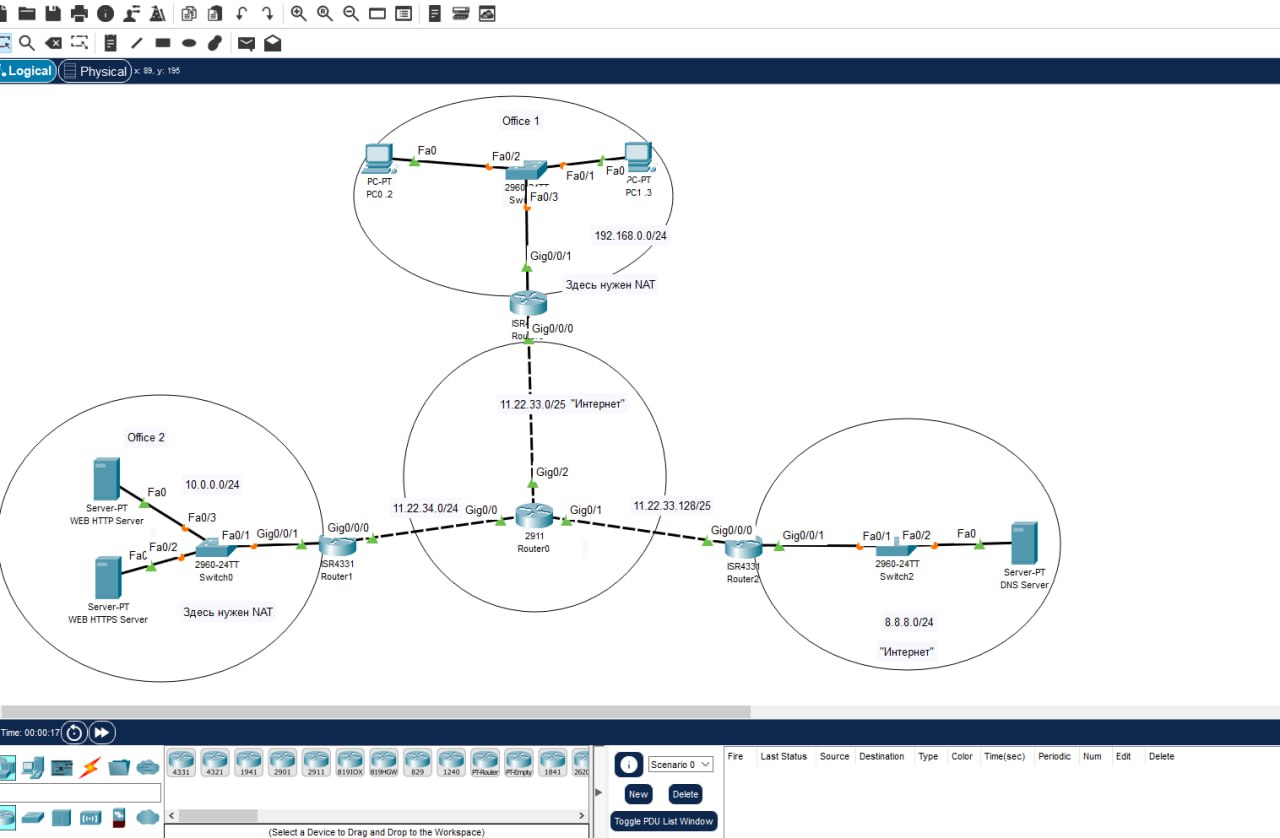 Logical
Physical
x: 89, y: 195
Office 1
Fa0
Fa0/2
Fa0/1
Fa0
PC-PT
PC0 .2
Fa0/3
PC-PT
PC1 .3
192.168.0.0/24
Gig0/0/1
Здесь нужен NAT
Gig0/0/0
11.22.33.0/25 "Интернет"
Office 2
10.0.0.0/24
Fa0
Server-PT
WEB HTTP Server
Fa0/3
Fa0/1
Gig0/0/1
Gig0/0/0
Fa0/2
2960-24TT
Switch0
ISR4331
Router1
Server-PT
WEB HTTPS Server
Здесь нужен NAT
11.22.34.0/24
Gig0/0
Gig0/2
Gig0/1
2911
Router0
11.22.33.128/25
Gig0/0/0
Gig0/0/1
ISR4331
Router2
Fa0/1
Fa0/2
Fa0
2960-24TT
Switch2
Server-PT
DNS Server
8.8.8.0/24
"Интернет"
Time: 00:00:17
4331
4321
1941
2901
2911
819IOX
819HGW
829
1240
PT-Router
PT-Empty
1841
2620
(Select a Device to Drag and Drop to the Workspace)
Scenario 0
New
Delete
Toggle PDU List Window
Fire
Last Status
Source
Destination
Type
Color
Time(sec)
Periodic
Num
Edit
Delete